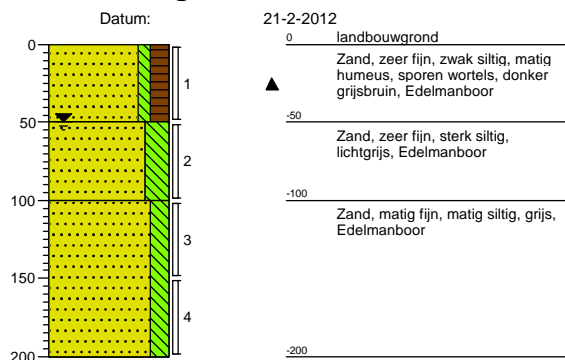 Datum: 21-2-2012
0
50
100
150
200
1
2
3
4
0 landbouwgrond
Zand, zeer fijn, zwak siltig, matig
humeus, sporen wortels, donker
grijsbruin, Edelmanboor
-50
Zand, zeer fijn, sterk siltig,
lichtgrijs, Edelmanboor
-100
Zand, matig fijn, matig siltig, grijs,
Edelmanboor
-200